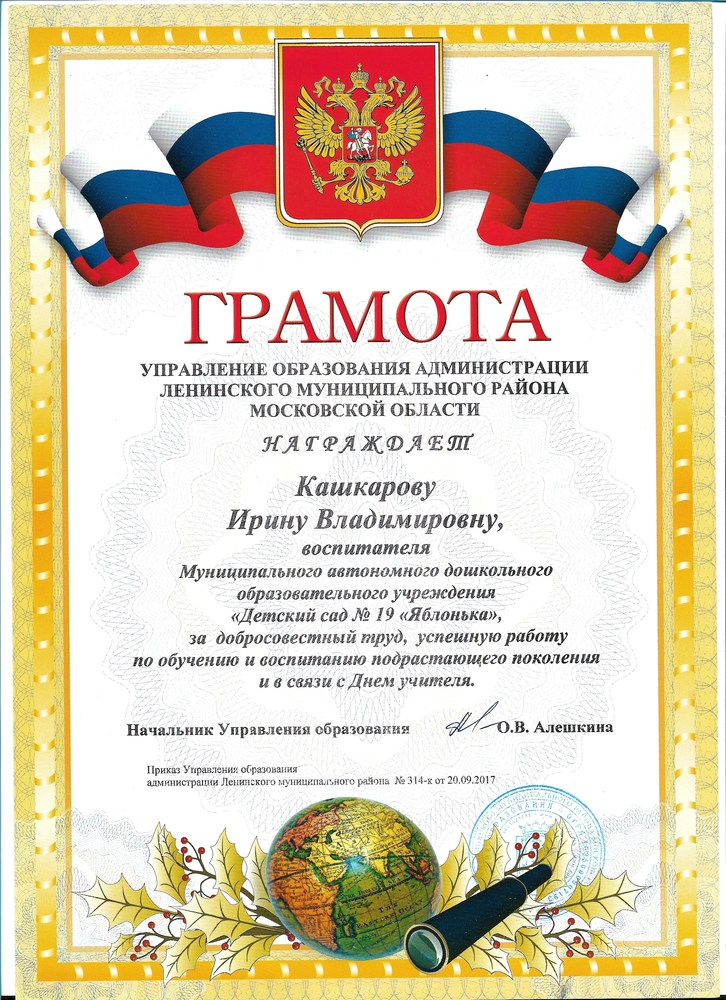 ГРАМОТА
УПРАВЛЕНИЕ ОБРАЗОВАНИЯ АДМИНИСТРАЦИИ
ЛЕНИНСКОГО МУНИЦИПАЛЬНОГО РАЙОНА
МОСКОВСКОЙ ОБЛАСТИ
НАГРАЖДАЕТ
Кашкарову
Ирину Владимировну,
воспитателя
Муниципального автономного дошкольного
образовательного учреждения
«Детский сад № 19 «Яблонька»,
за добросовестный труд, успешную работу
по обучению и воспитанию подрастающего поколения
и в связи с Днем учителя.
Начальник Управления образования О.В. Алешкина
Приказ Управления образования
администрации Ленинского муниципального района № 314-к от 20.09.2017